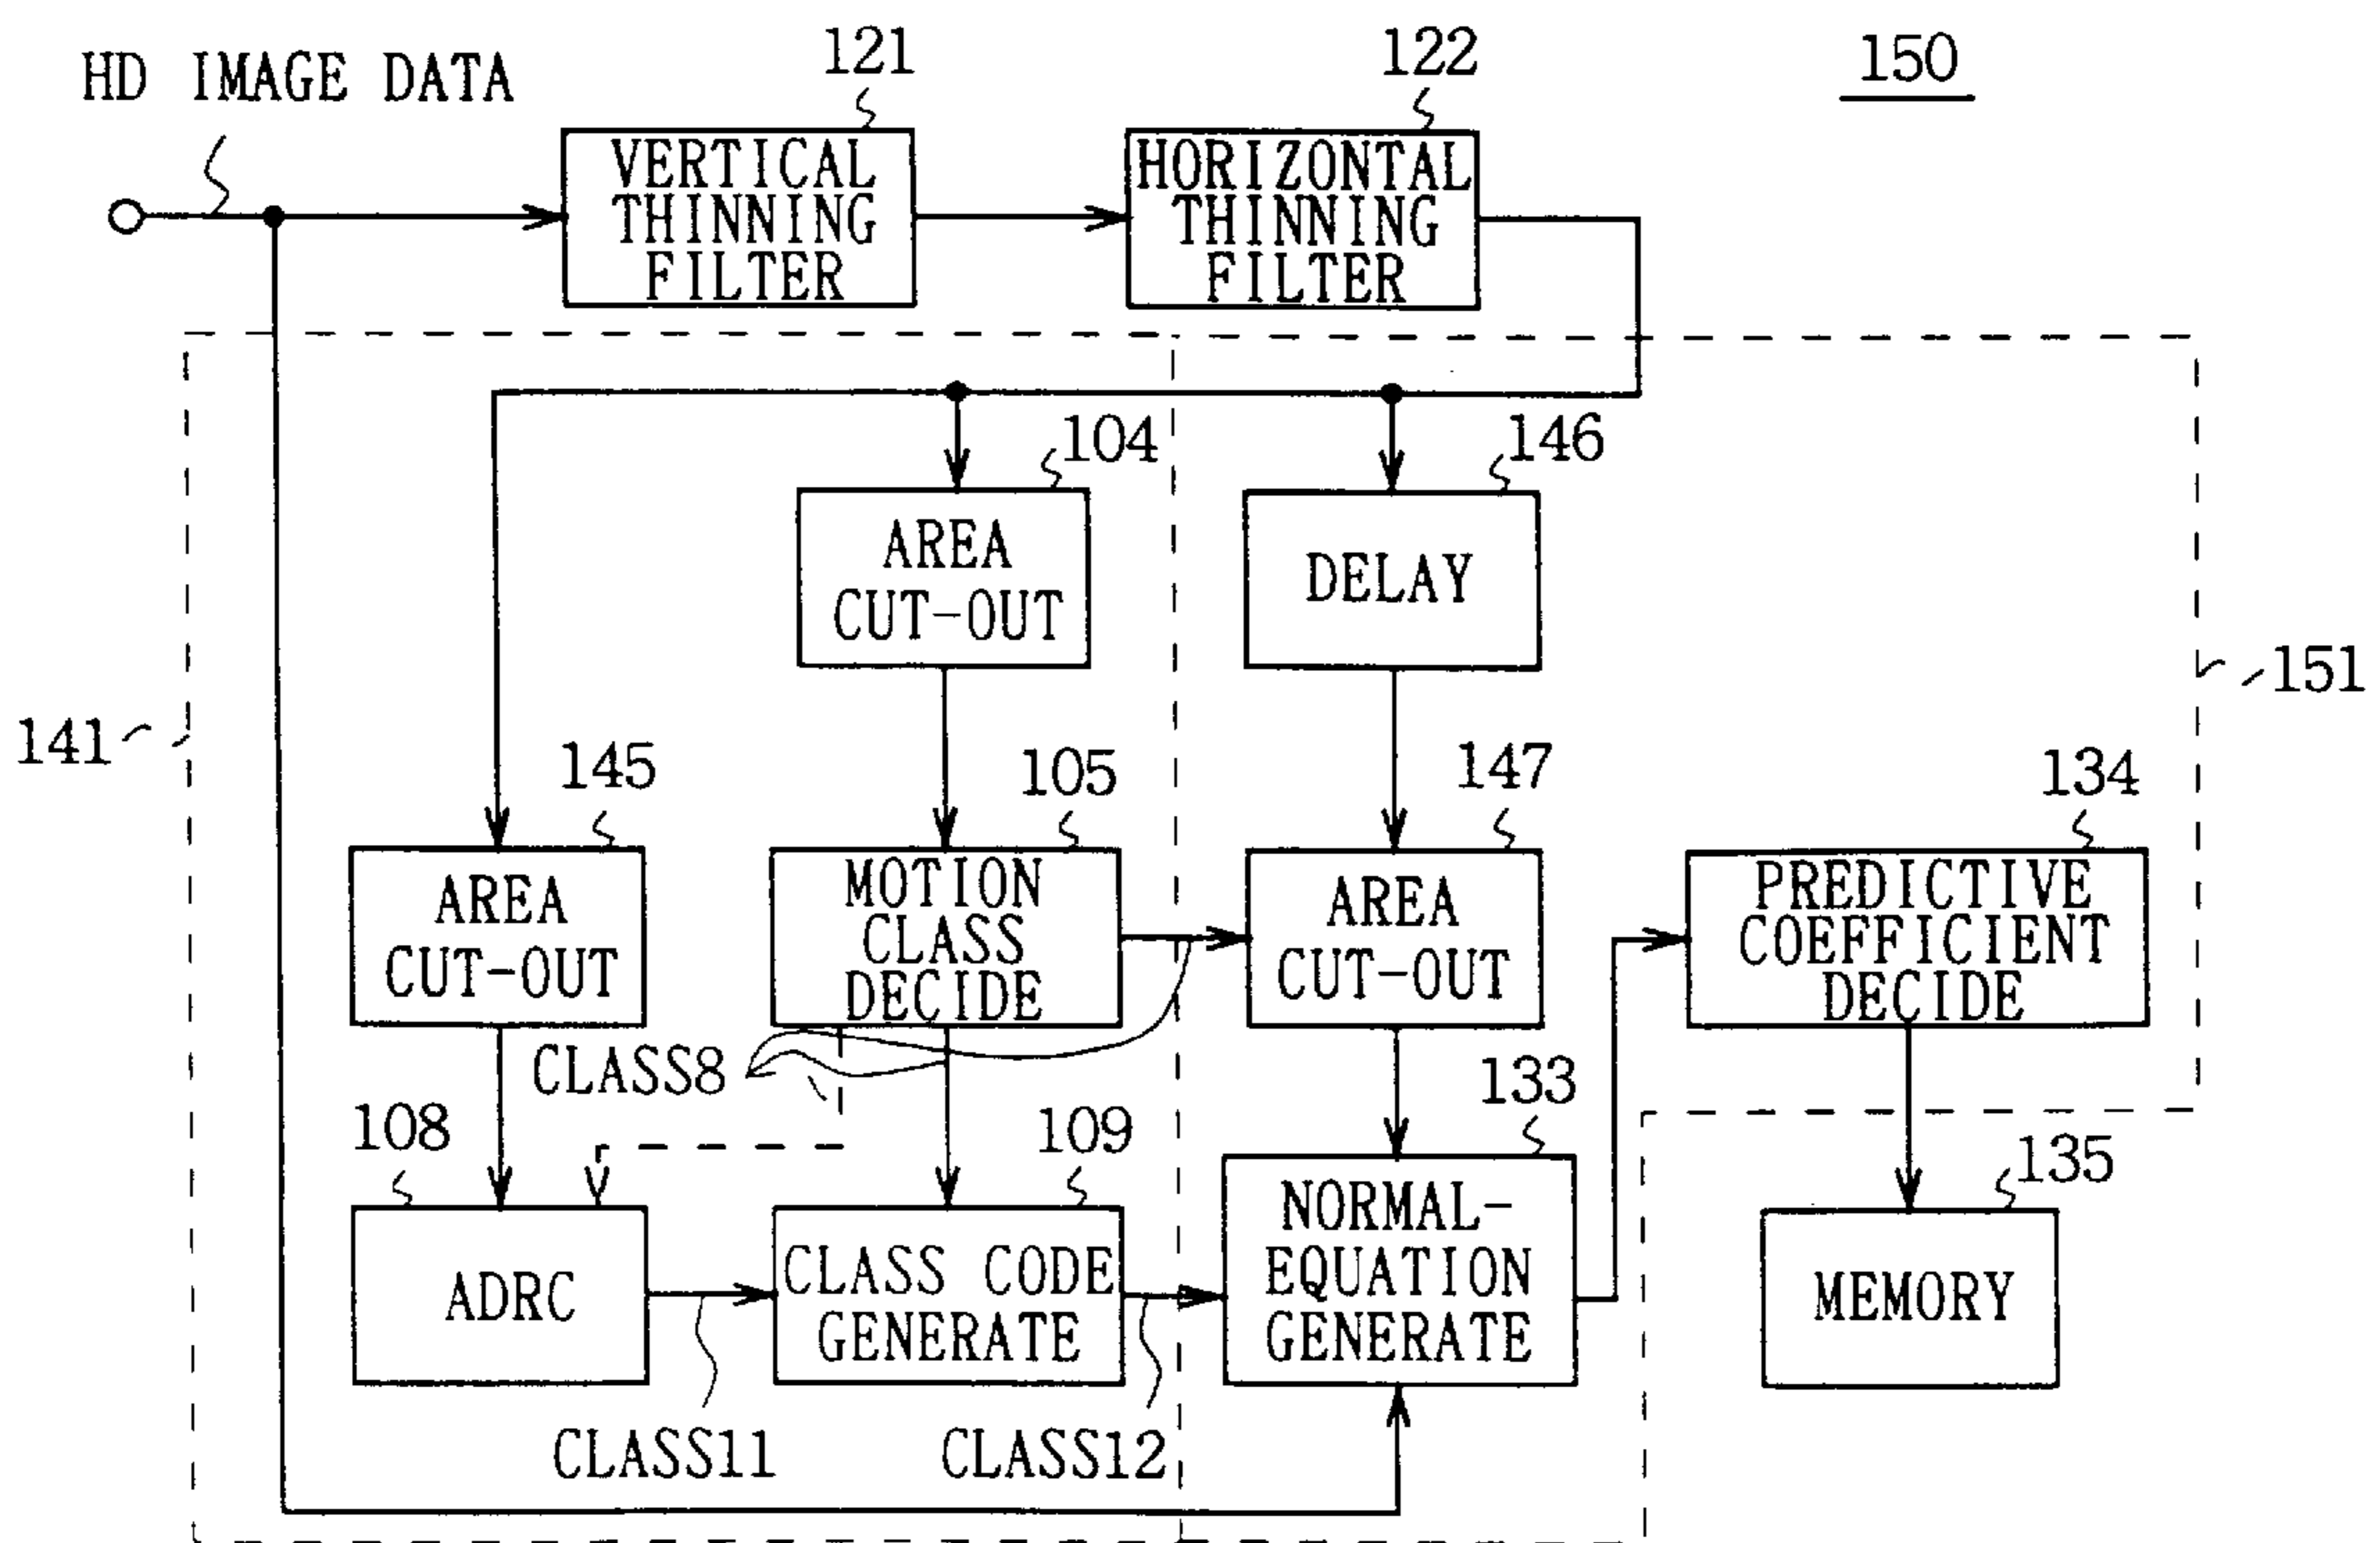 HD IMAGE DATA
121
122
150
VERTICAL
THINNING
FILTER
HORIZONTAL
THINNING
FILTER
104
146
AREA
CUT-OUT
DELAY
151
141
145
105
147
134
AREA
CUT-OUT
MOTION
CLASS
DECIDE
AREA
CUT-OUT
PREDICTIVE
COEFFICIENT
DECIDE
CLASS8
108
109
133
135
ADRC
CLASS CODE
GENERATE
NORMAL-
EQUATION
GENERATE
MEMORY
CLASS11
CLASS12